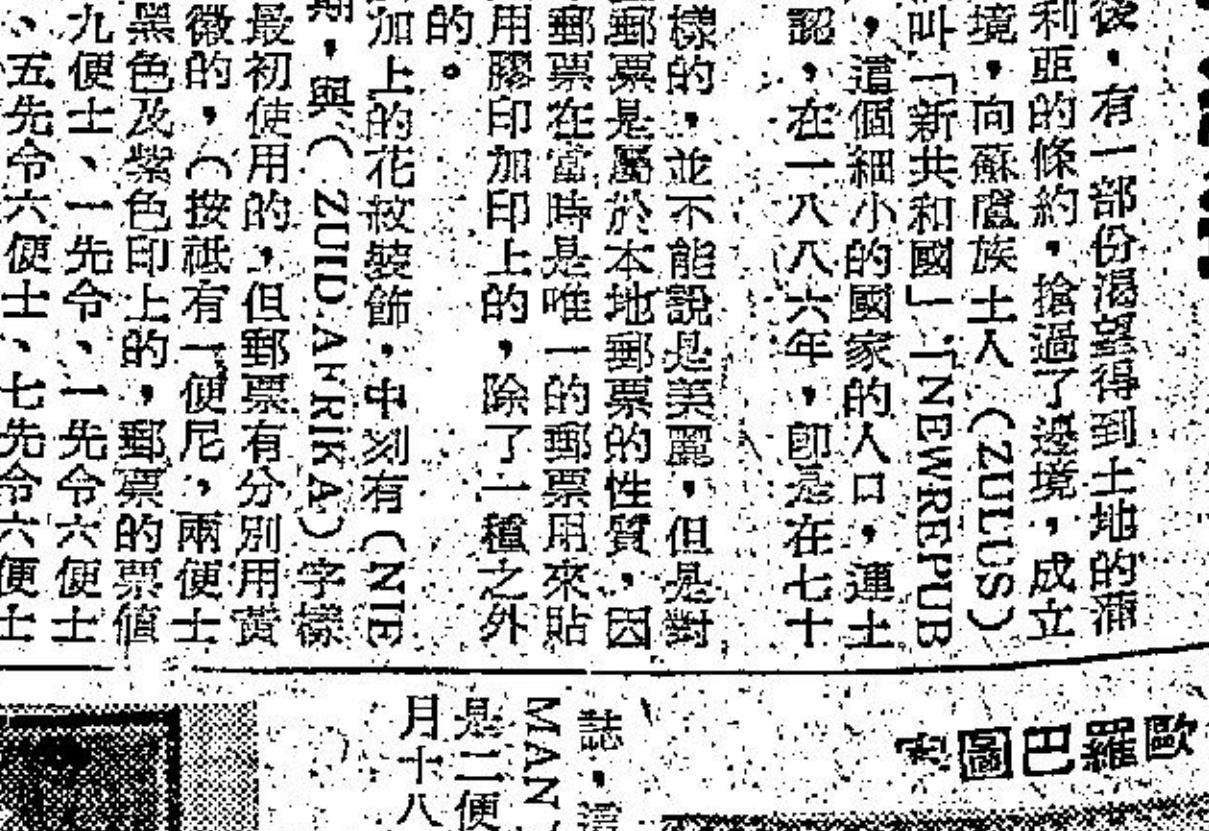 後，有一部份渴望得到土地的
利亞的條約，搶過了邊境，成立
境，向蘇盧族土人（ZULUS）
叫「新共和國」「NEWREPUB
，這個細小的國家的人口，連土
認，在一八八六年，即是在七十
樣的，並不能說是美麗，但是對
郵票是屬於本地郵票的性質，因
郵票在當時是唯一的郵票用來貼
用膠印加印上的，除了一種之外
的。
加上的花紋裝飾，中刻有（NIE
期，與（ZUID.AFRIKA）字樣
最初使用的，但郵票有分別用黃
微的，（按祗有一便尼，兩便士
黑色及紫色印上的，郵票的票值
九便士、一先令、一先令六便士
、五先令六便士、七先令六便士
歐羅巴圖
誌，這
MAN
是二便
月十八